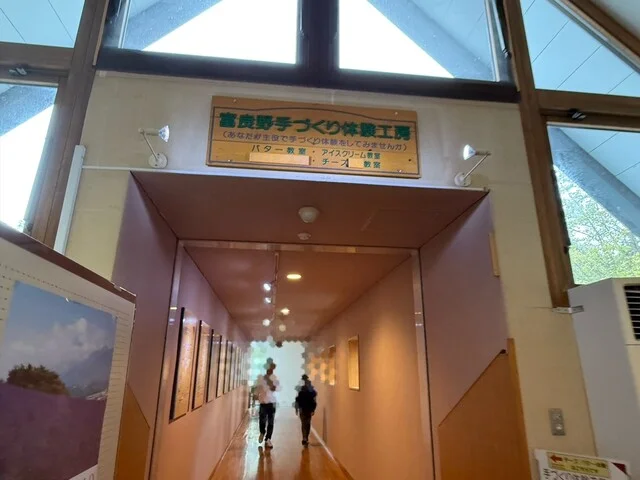 富良野手づくり体験工房
(あなたが主役で手づくり体験をしてみませんか)
バター教室・アイスクリーム教室
・チーズ 教室